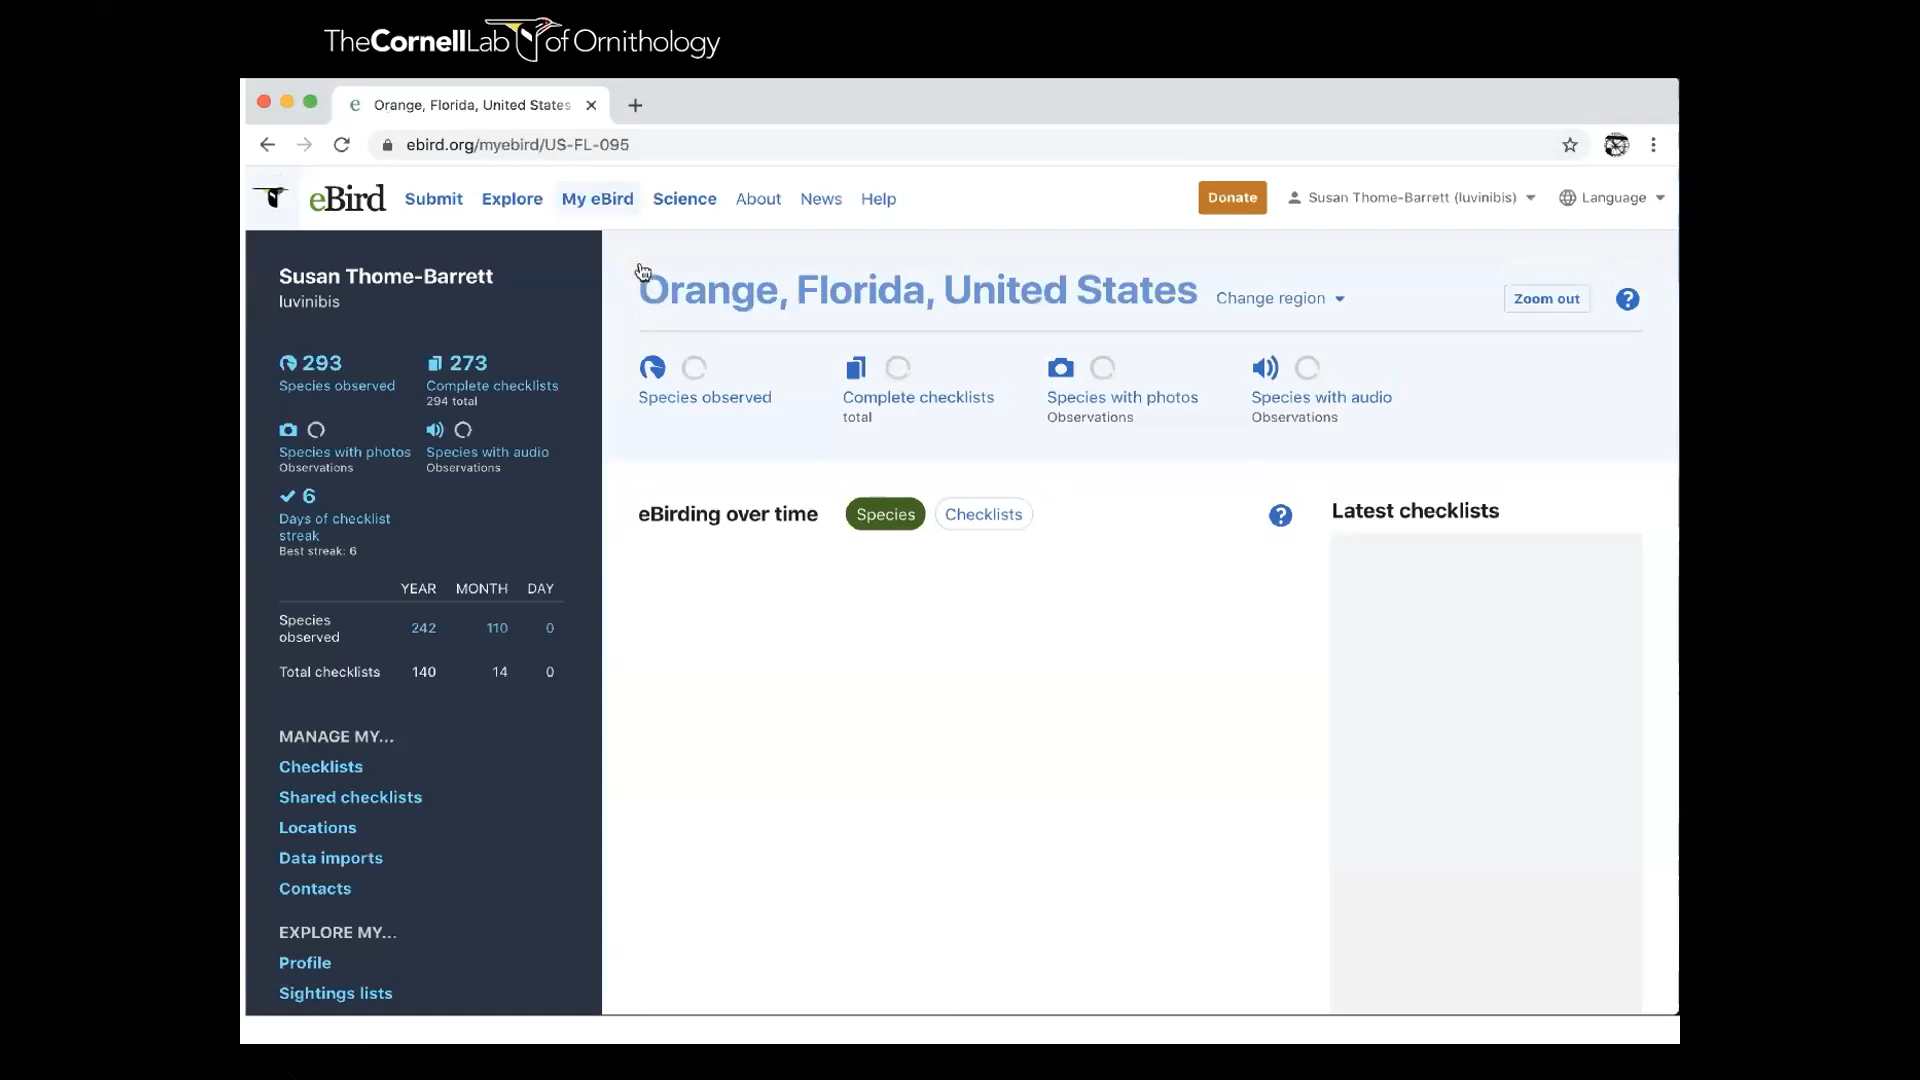 TheCornellLab of Ornithology
Orange, Florida, United States
ebird.org/myebird/US-FL-095
eBird Submit Explore My eBird Science About News Help Donate Susan Thome-Barrett (luvinibis) Language
Susan Thome-Barrett
luvinibis
293
Species observed
273
Complete checklists
294 total
Species with photos
Observations
Species with audio
Observations
6
Days of checklist
streak
Best streak: 6
YEAR MONTH DAY
Species
observed
242 110 0
Total checklists 140 14 0
MANAGE MY...
Checklists
Shared checklists
Locations
Data imports
Contacts
EXPLORE MY...
Profile
Sightings lists
Orange, Florida, United States Change region Zoom out ?
Species observed
Complete checklists
total
Species with photos
Observations
Species with audio
Observations
eBirding over time Species Checklists ?
Latest checklists